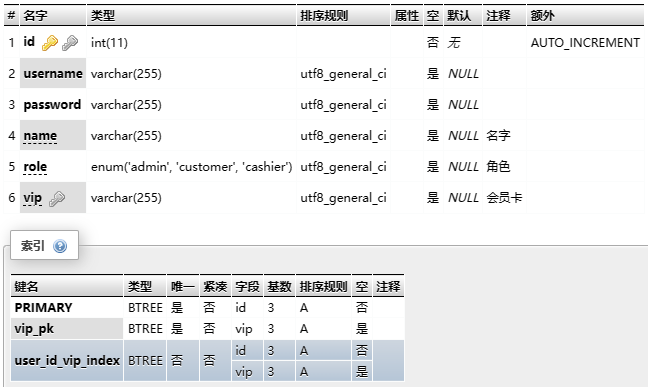 # 名字 类型 排序规则 属性 空 默认 注释 额外
1 id int(11) 否 无 AUTO_INCREMENT
2 username varchar(255) utf8_general_ci 是 NULL
3 password varchar(255) utf8_general_ci 是 NULL
4 name varchar(255) utf8_general_ci 是 NULL 名字
5 role enum('admin', 'customer', 'cashier') utf8_general_ci 是 NULL 角色
6 vip varchar(255) utf8_general_ci 是 NULL 会员卡
索引
键名 类型 唯一 紧凑 字段 基数 排序规则 空 注释
PRIMARY BTREE 是 否 id 3 A 否
vip_pk BTREE 是 否 vip 3 A 是
user_id_vip_index BTREE 否 否 id 3 A 否
vip 3 A 是